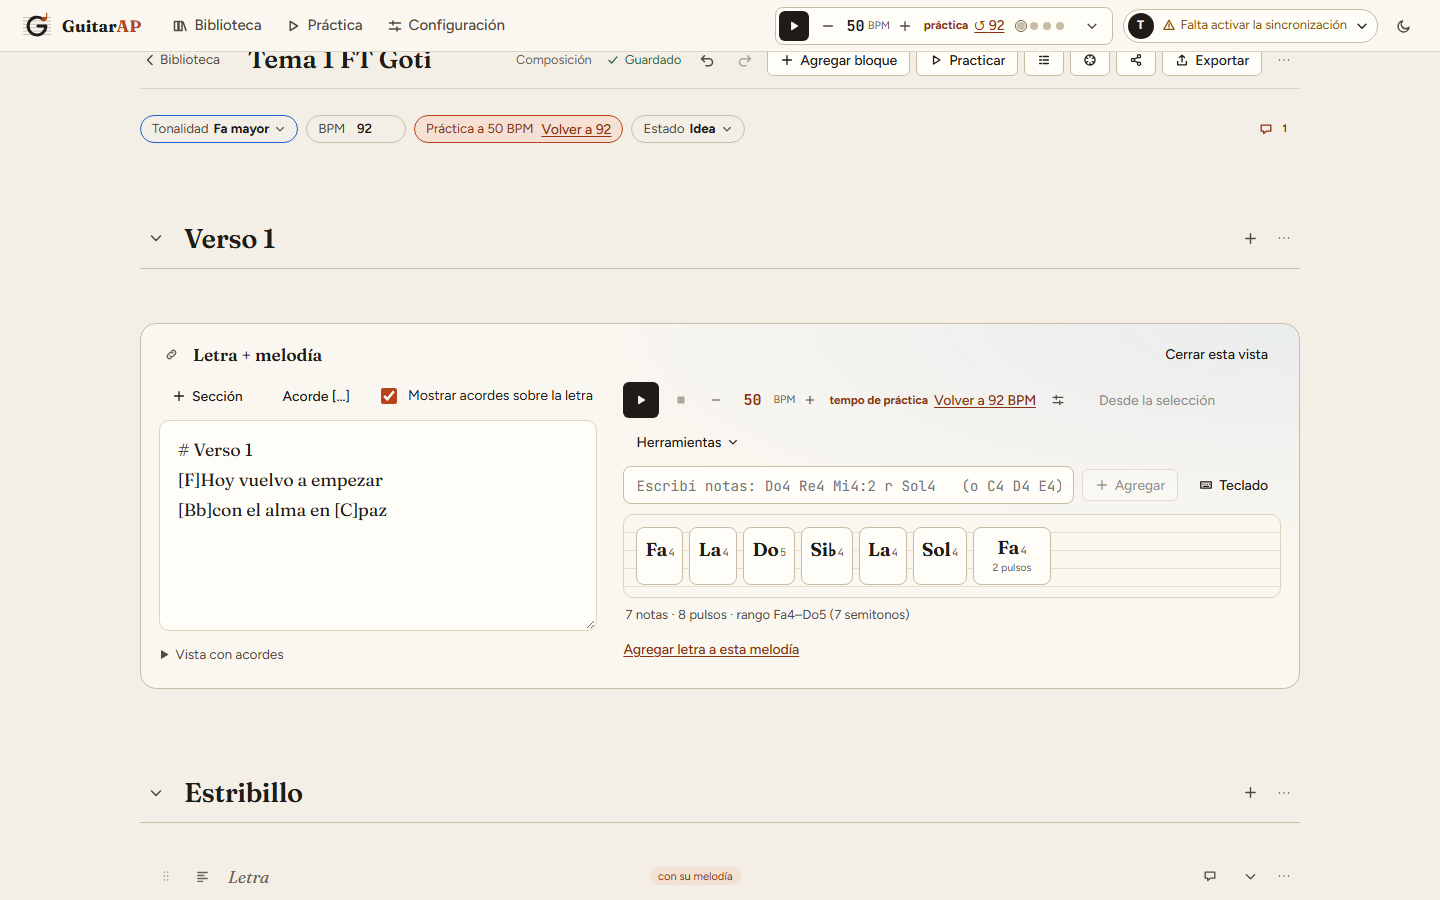 GuitarAP Biblioteca Práctica Configuración 50 BPM práctica ↺ 92 T Falta activar la sincronización
Biblioteca Tema 1 FT Goti Composición Guardado Agregar bloque Practicar Exportar
Tonalidad Fa mayor BPM 92 Práctica a 50 BPM Volver a 92 Estado Idea 1
Verso 1
Letra + melodía Cerrar esta vista
+ Sección Acorde [...] Mostrar acordes sobre la letra
50 BPM tempo de práctica Volver a 92 BPM Desde la selección
Herramientas
# Verso 1
[F]Hoy vuelvo a empezar
[Bb]con el alma en [C]paz
Vista con acordes
Escribí notas: Do4 Re4 Mi4:2 r Sol4 (o C4 D4 E4) + Agregar Teclado
Fa4 La4 Do5 Si♭4 La4 Sol4 Fa4
2 pulsos
7 notas · 8 pulsos · rango Fa4–Do5 (7 semitonos)
Agregar letra a esta melodía
Estribillo
Letra con su melodía